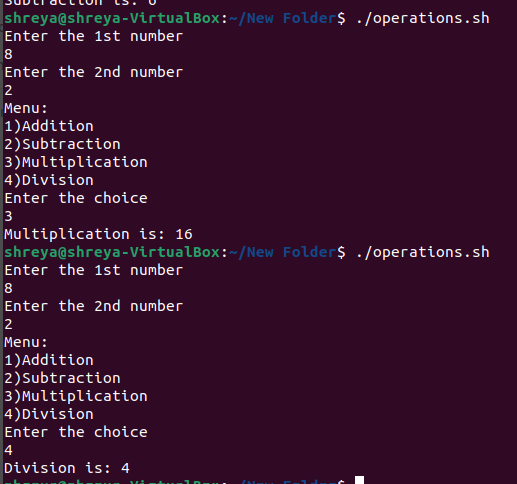 Subtraction is: 6
shreya@shreya-VirtualBox:~/New Folder$ ./operations.sh
Enter the 1st number
8
Enter the 2nd number
2
Menu:
1)Addition
2)Subtraction
3)Multiplication
4)Division
Enter the choice
3
Multiplication is: 16
shreya@shreya-VirtualBox:~/New Folder$ ./operations.sh
Enter the 1st number
8
Enter the 2nd number
2
Menu:
1)Addition
2)Subtraction
3)Multiplication
4)Division
Enter the choice
4
Division is: 4
shreya@shreya-VirtualBox:~/New Folder$